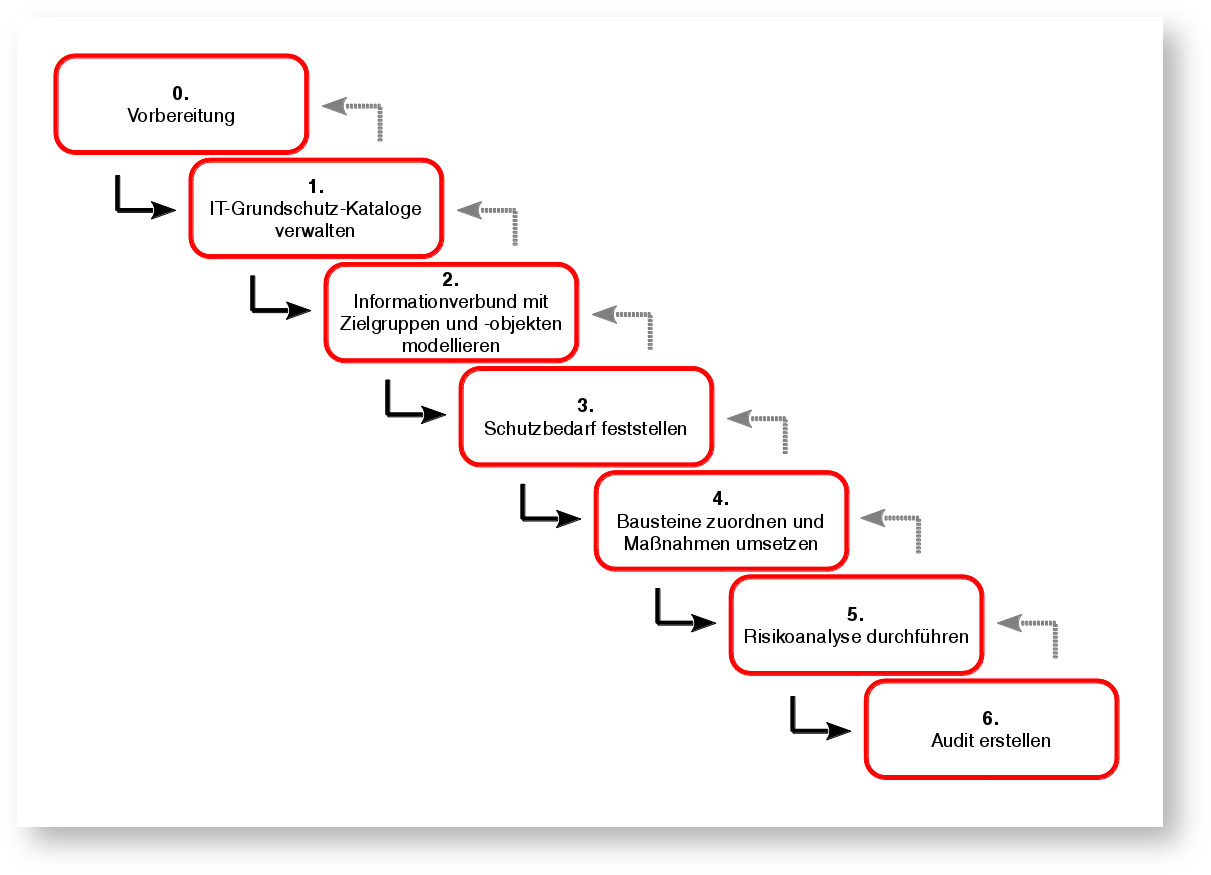 0.
Vorbereitung
1.
IT-Grundschutz-Kataloge
verwalten
2.
Informationverbund mit
Zielgruppen und -objekten
modellieren
3.
Schutzbedarf feststellen
4.
Bausteine zuordnen und
Maßnahmen umsetzen
5.
Risikoanalyse durchführen
6.
Audit erstellen